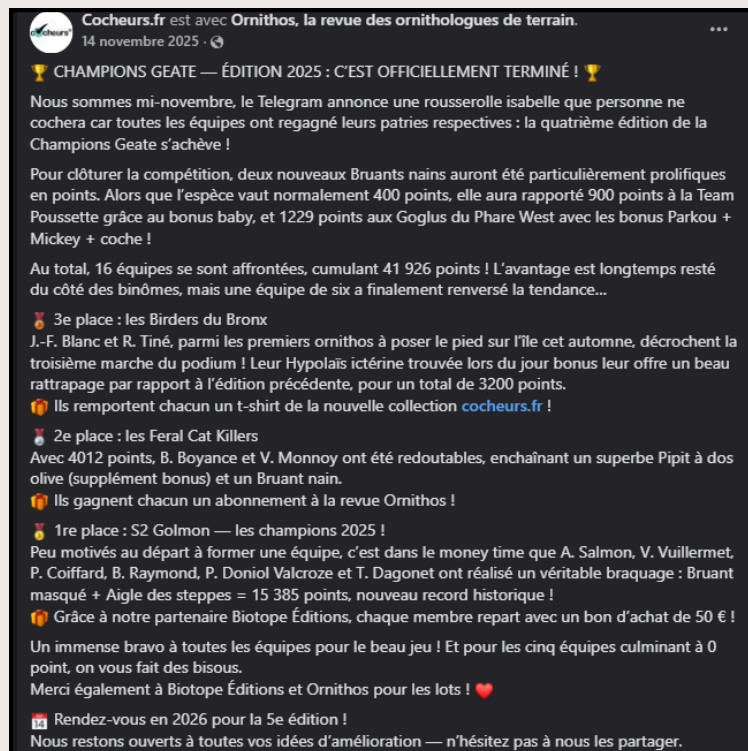 Cocheurs.fr est avec Ornithos, la revue des ornithologues de terrain.
14 novembre 2025 ·
🏆 CHAMPIONS GEATE — ÉDITION 2025 : C'EST OFFICIELLEMENT TERMINÉ ! 🏆
Nous sommes mi-novembre, le Telegram annonce une rousserolle isabelle que personne ne
cochera car toutes les équipes ont regagné leurs patries respectives : la quatrième édition de la
Champions Geate s'achève !
Pour clôturer la compétition, deux nouveaux Bruants nains auront été particulièrement prolifiques
en points. Alors que l'espèce vaut normalement 400 points, elle aura rapporté 900 points à la Team
Poussette grâce au bonus baby, et 1229 points aux Goglus du Phare West avec les bonus Parkou +
Mickey + coche !
Au total, 16 équipes se sont affrontées, cumulant 41 926 points ! L'avantage est longtemps resté
du côté des binômes, mais une équipe de six a finalement renversé la tendance...
🥉 3e place : les Birders du Bronx
J.-F. Blanc et R. Tiné, parmi les premiers ornithos à poser le pied sur l'île cet automne, décrochent la
troisième marche du podium ! Leur Hypolaïs ictérine trouvée lors du jour bonus leur offre un beau
rattrapage par rapport à l'édition précédente, pour un total de 3200 points.
🎁 Ils remportent chacun un t-shirt de la nouvelle collection cocheurs.fr !
🥈 2e place : les Feral Cat Killers
Avec 4012 points, B. Boyance et V. Monnoy ont été redoutables, enchaînant un superbe Pipit à dos
olive (supplément bonus) et un Bruant nain.
🎁 Ils gagnent chacun un abonnement à la revue Ornithos !
🥇 1re place : S2 Golmon — les champions 2025 !
Peu motivés au départ à former une équipe, c'est dans le money time que A. Salmon, V. Vuillermet,
P. Coiffard, B. Raymond, P. Doniol Valcroze et T. Dagonet ont réalisé un véritable braquage : Bruant
masqué + Aigle des steppes = 15 385 points, nouveau record historique !
🎁 Grâce à notre partenaire Biotope Éditions, chaque membre repart avec un bon d'achat de 50 € !
Un immense bravo à toutes les équipes pour le beau jeu ! Et pour les cinq équipes culminant à 0
point, on vous fait des bisous.
Merci également à Biotope Éditions et Ornithos pour les lots ! ❤️
📅 Rendez-vous en 2026 pour la 5e édition !
Nous restons ouverts à toutes vos idées d'amélioration — n'hésitez pas à nous les partager.